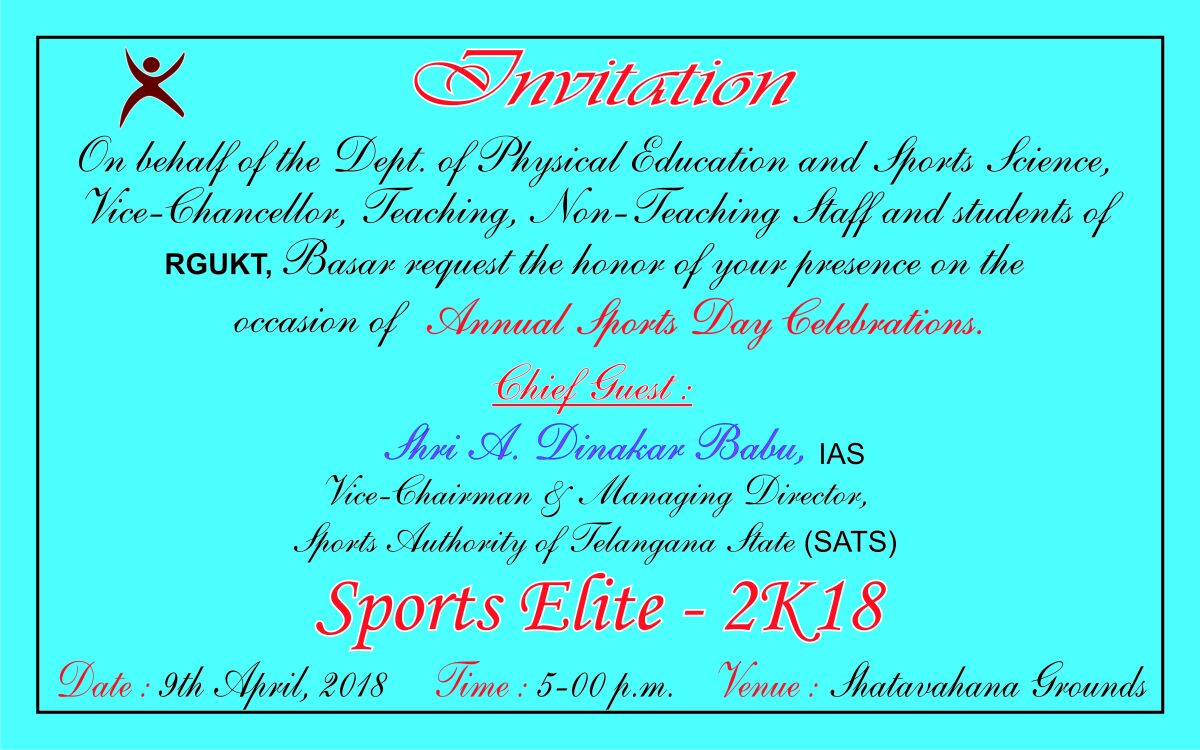 Invitation
On behalf of the Dept. of Physical Education and Sports Science,
Vice-Chancellor, Teaching, Non-Teaching Staff and students of
RGUKT, Basar request the honor of your presence on the
occasion of Annual Sports Day Celebrations.
Chief Guest :
Shri A. Dinakar Babu, IAS
Vice-Chairman & Managing Director,
Sports Authority of Telangana State (SATS)
Sports Elite - 2K18
Date : 9th April, 2018 Time : 5-00 p.m. Venue : Shatavahana Grounds